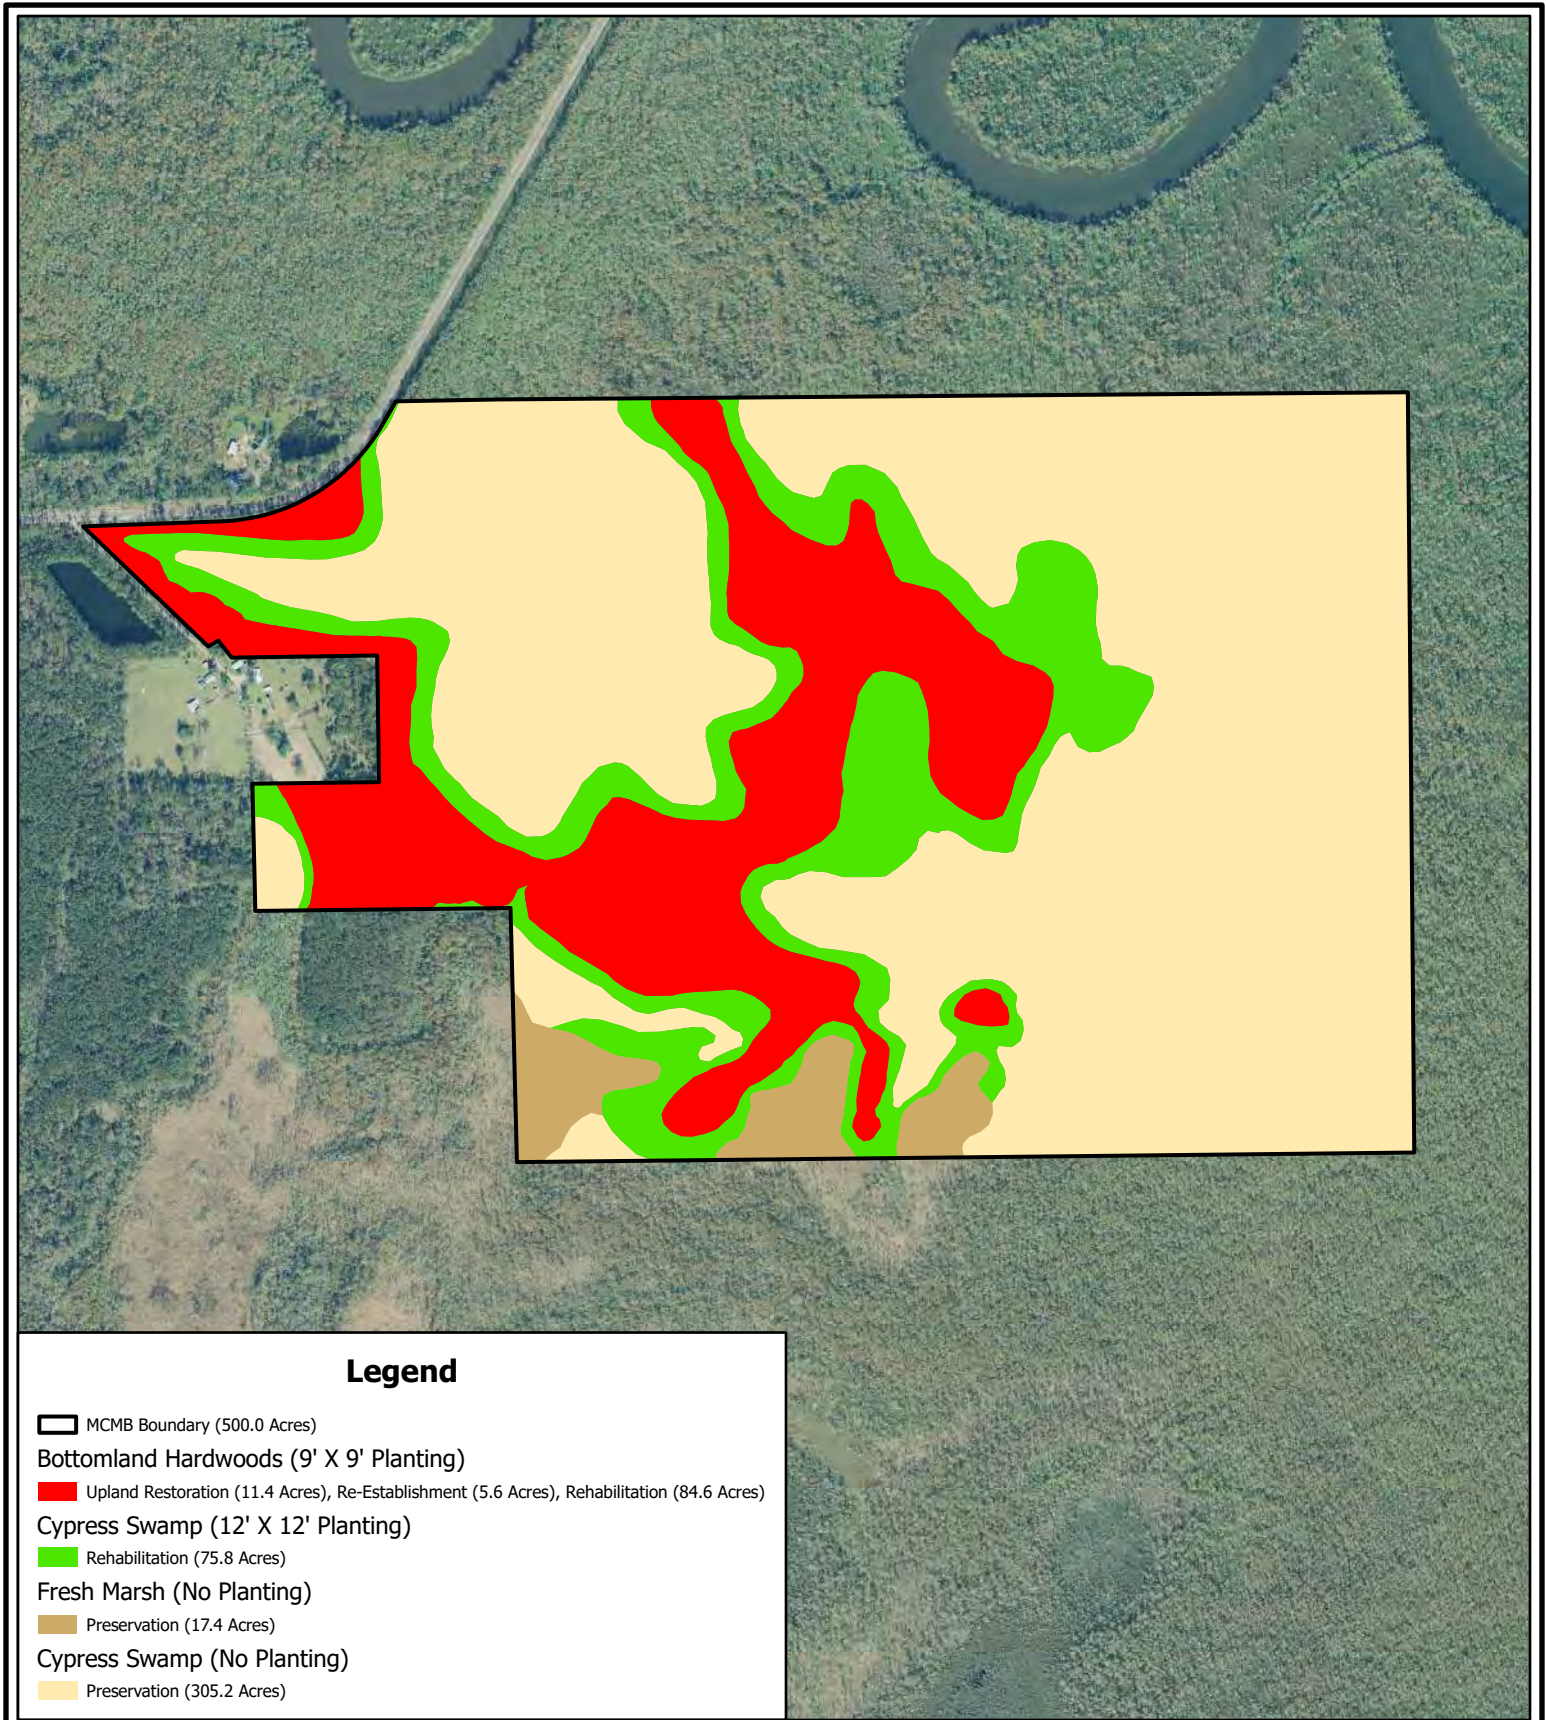 Legend
MCMB Boundary (500.0 Acres)
Bottomland Hardwoods (9' X 9' Planting)
Upland Restoration (11.4 Acres), Re-Establishment (5.6 Acres), Rehabilitation (84.6 Acres)
Cypress Swamp (12' X 12' Planting)
Rehabilitation (75.8 Acres)
Fresh Marsh (No Planting)
Preservation (17.4 Acres)
Cypress Swamp (No Planting)
Preservation (305.2 Acres)